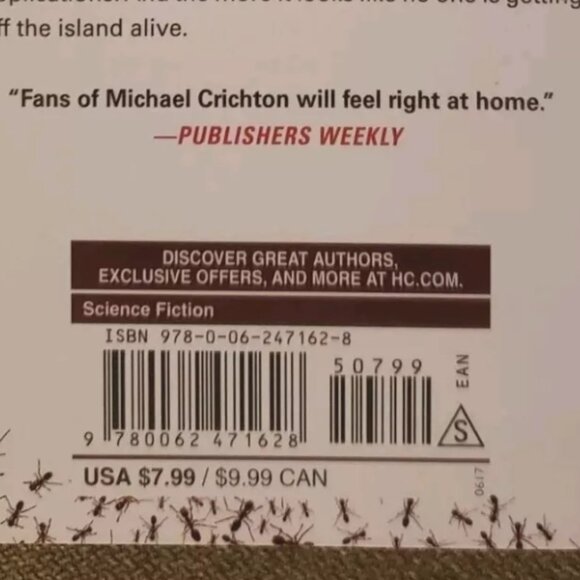 ff the island alive.
“Fans of Michael Crichton will feel right at home.”
—PUBLISHERS WEEKLY
DISCOVER GREAT AUTHORS,
EXCLUSIVE OFFERS, AND MORE AT HC.COM.
Science Fiction
ISBN 978-0-06-247162-8
50799
EAN
9 780062 471628
S
USA $7.99 / $9.99 CAN
0617